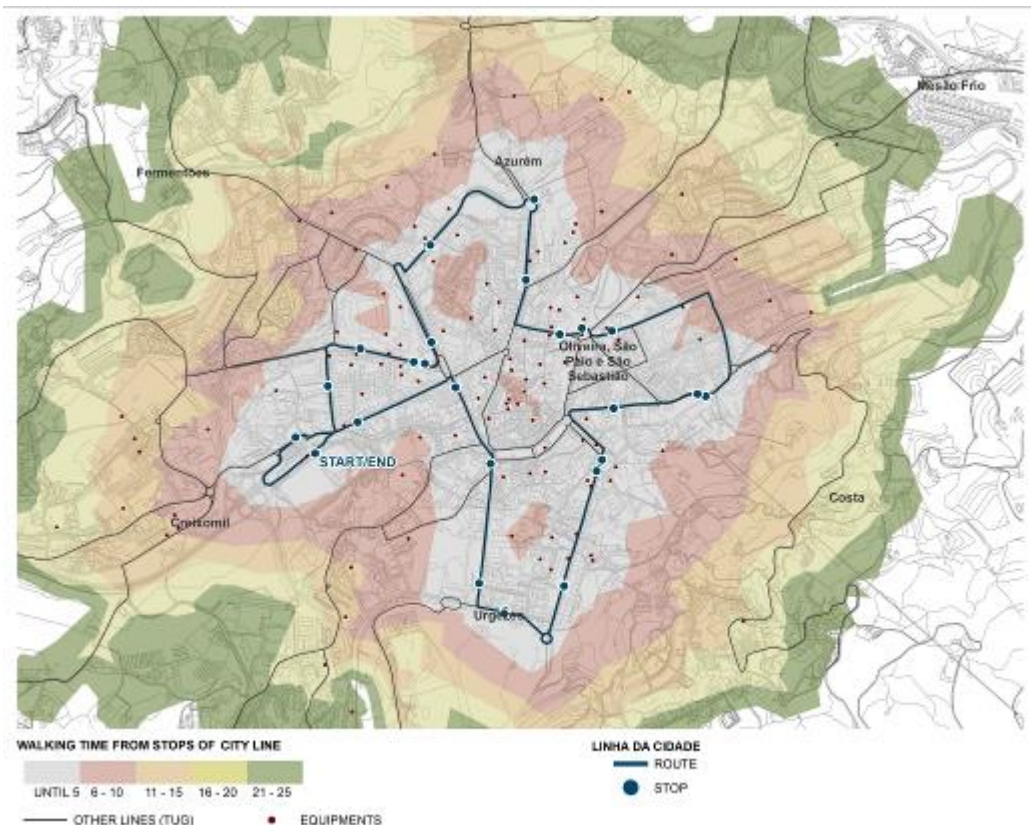 Mesão Frio
Azurém
Fermentões
Oliveira, São
Paio e São
Sebastião
START/END
Costa
Creixomil
Urgezes
WALKING TIME FROM STOPS OF CITY LINE
UNTIL 5 6 - 10 11 - 15 16 - 20 21 - 25
OTHER LINES (TUG) EQUIPMENTS
LINHA DA CIDADE
ROUTE
STOP